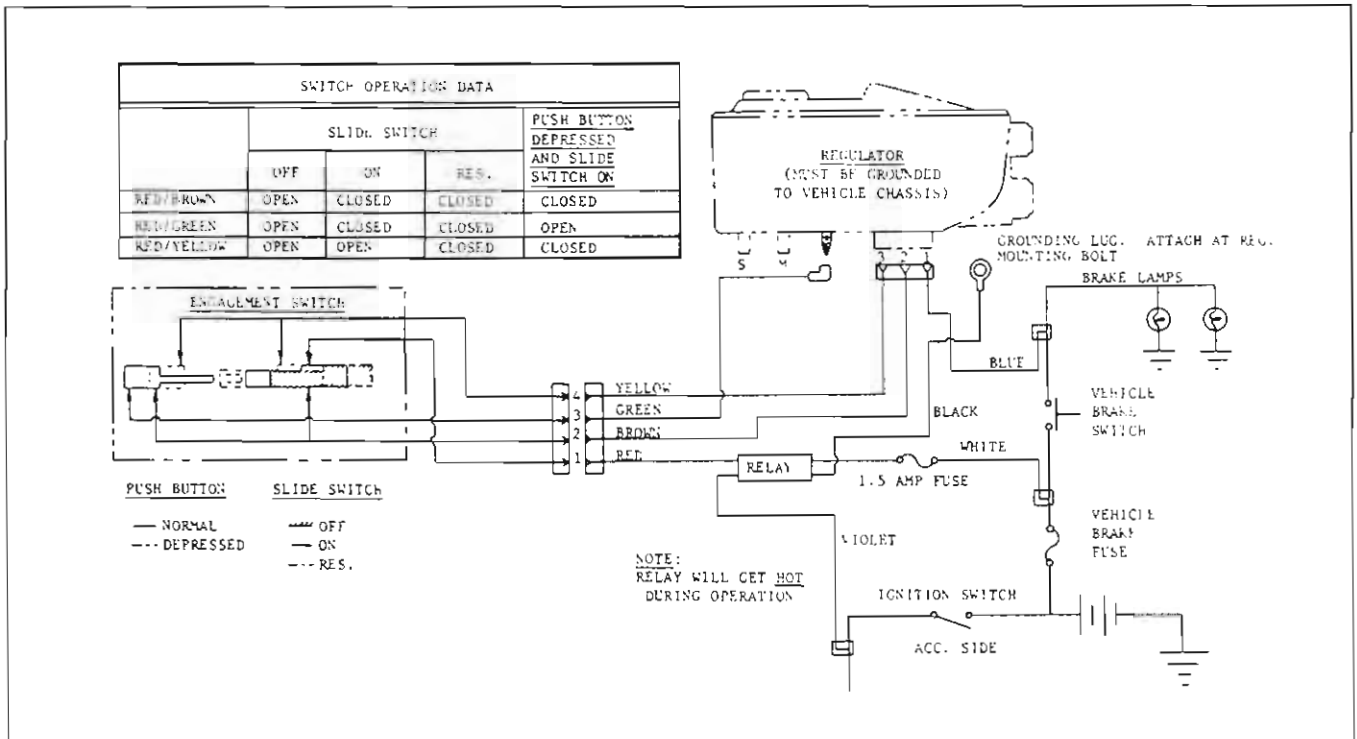 SWITCH OPERATION DATA
SLIDE SWITCH
PUSH BUTTON
DEPRESSED
AND SLIDE
SWITCH ON
OFF ON RES.
RED/BROWN OPEN CLOSED CLOSED CLOSED
RED/GREEN OPEN CLOSED CLOSED OPEN
RED/YELLOW OPEN OPEN CLOSED CLOSED
REGULATOR
(MUST BE GROUNDED
TO VEHICLE CHASSIS)
S M 3 2 1
GROUNDING LUG. ATTACH AT REG.
MOUNTING BOLT
BRAKE LAMPS
ENGAGEMENT SWITCH
BLUE
4 YELLOW
3 GREEN
2 BROWN
1 RED
BLACK
VEHICLE
BRAKE
SWITCH
WHITE
RELAY
1.5 AMP FUSE
PUSH BUTTON
NORMAL
DEPRESSED
SLIDE SWITCH
OFF
ON
RES.
VIOLET
VEHICLE
BRAKE
FUSE
NOTE:
RELAY WILL GET HOT
DURING OPERATION
IGNITION SWITCH
ACC. SIDE